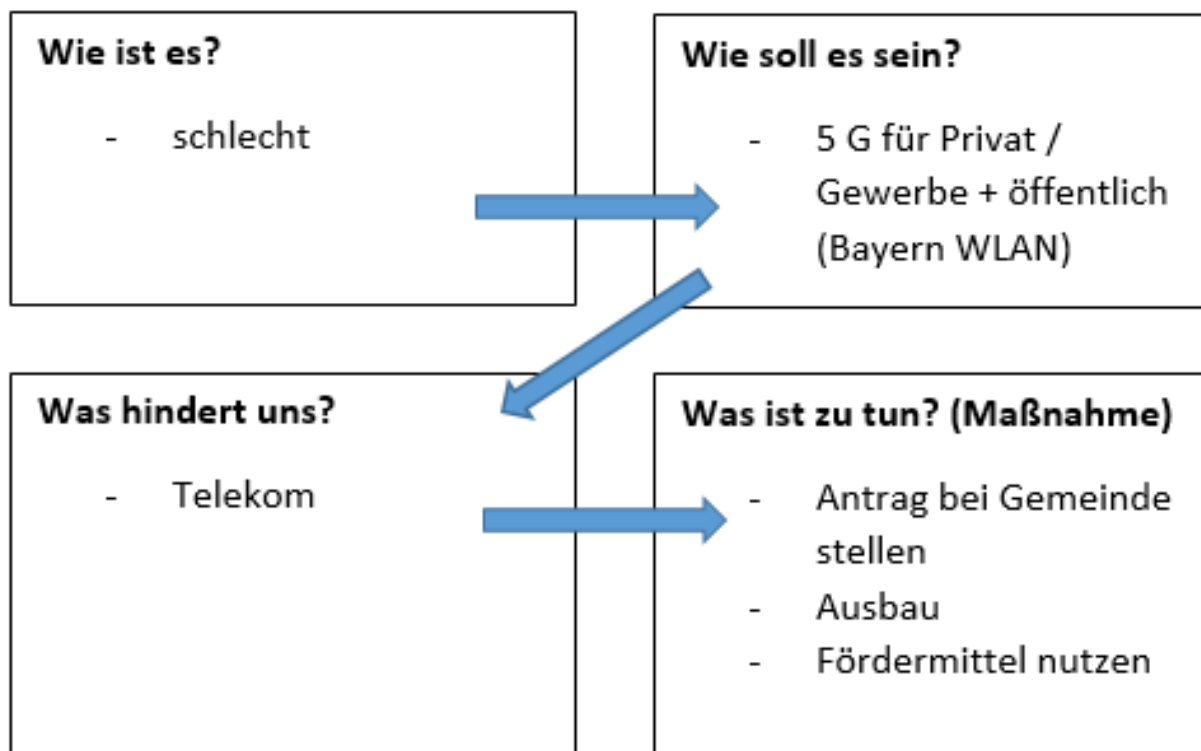 Wie ist es?
- schlecht
Wie soll es sein?
- 5 G für Privat /
Gewerbe + öffentlich
(Bayern WLAN)
Was hindert uns?
- Telekom
Was ist zu tun? (Maßnahme)
- Antrag bei Gemeinde
stellen
- Ausbau
- Fördermittel nutzen